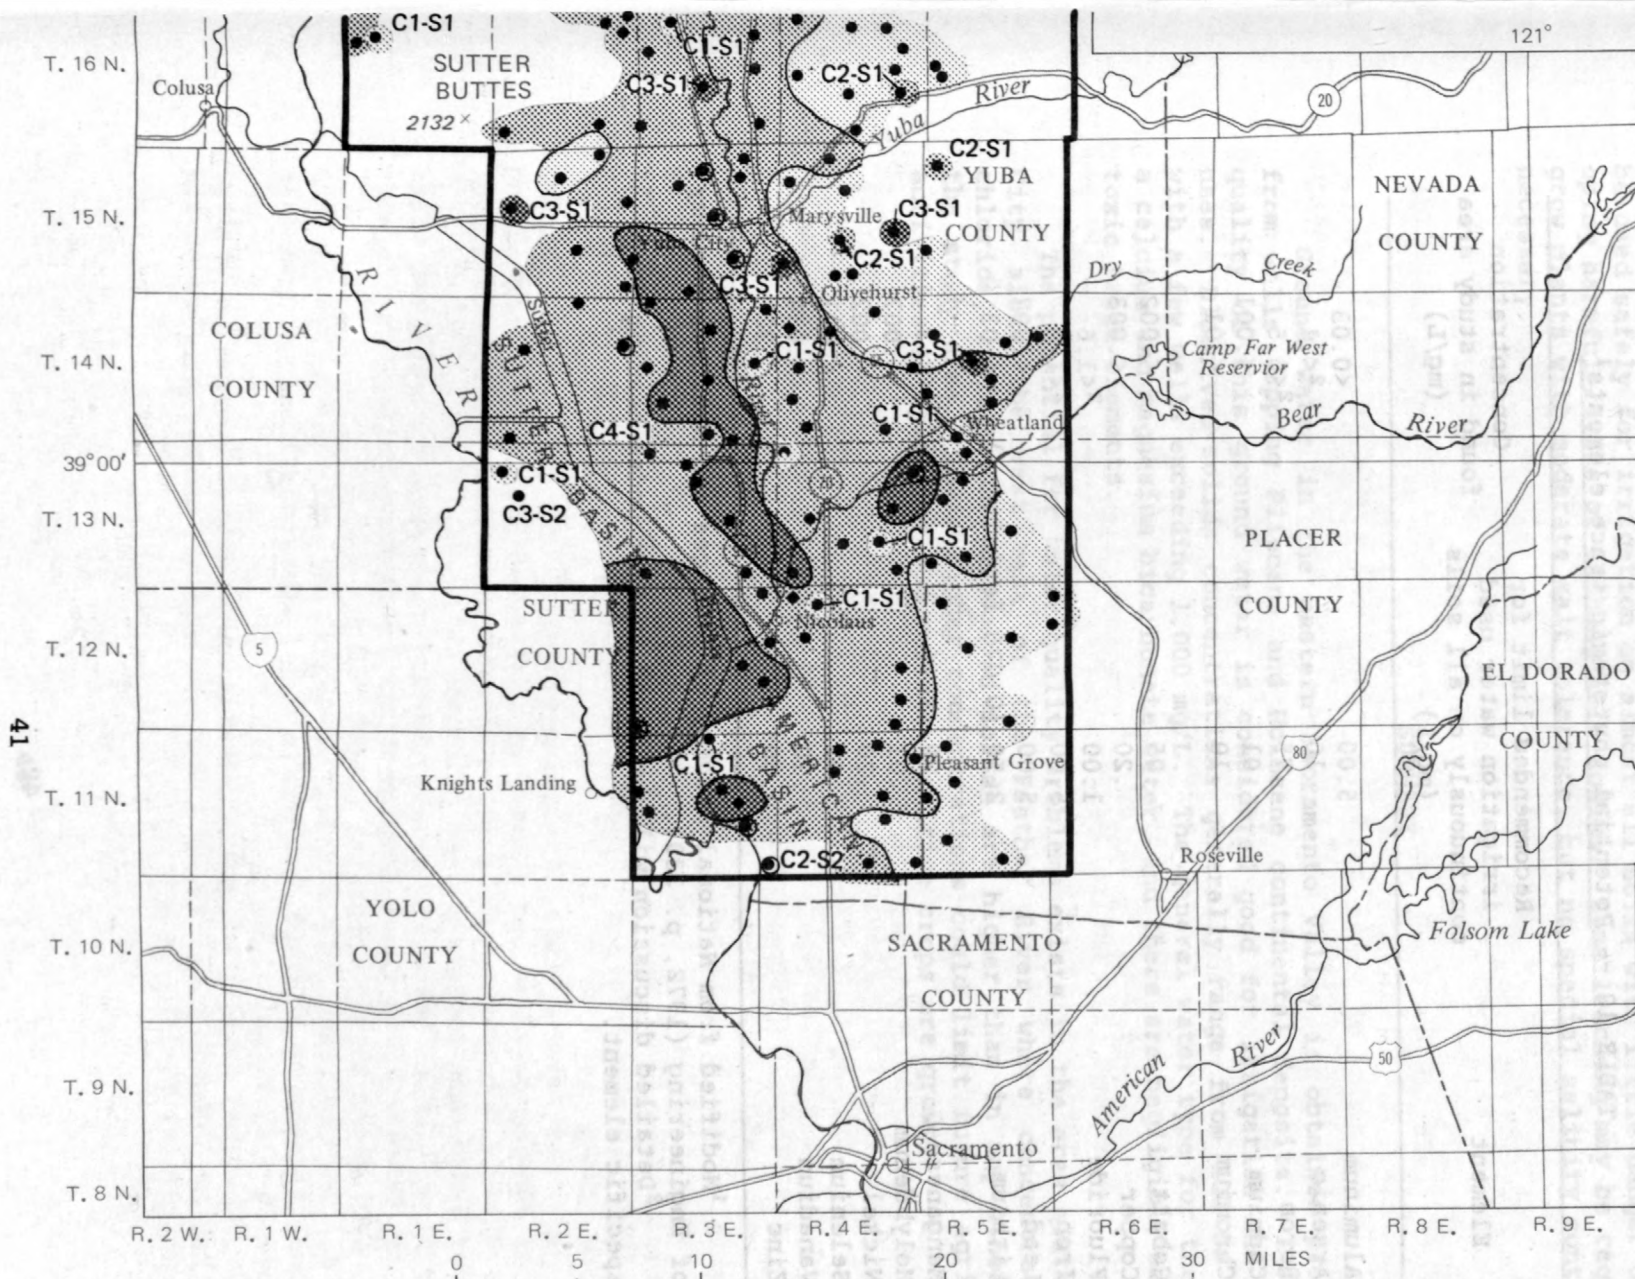 121°
T. 16 N.
C1-S1
C1-S1
SUTTER
BUTTES
2132 ×
Colusa
C3-S1
C2-S1
River
Yuba
20
C2-S1
YUBA
COUNTY
NEVADA
COUNTY
T. 15 N.
C3-S1
Marysville
C3-S1
Yuba City
C2-S1
C3-S1
Olivehurst
Dry
Creek
RIVER
COLUSA
COUNTY
Sutter
T. 14 N.
SUTTER
BASIN
C1-S1
C3-S1
Camp Far West
Reservior
Bear
River
C1-S1
Wheatland
C4-S1
39°00'
C1-S1
C3-S2
T. 13 N.
C1-S1
PLACER
COUNTY
SUTTER
COUNTY
C1-S1
Nicolaus
T. 12 N.
5
EL DORADO
COUNTY
80
41
C1-S1
Pleasant Grove
Knights Landing
T. 11 N.
AMERICAN
BASIN
C2-S2
Roseville
YOLO
COUNTY
T. 10 N.
SACRAMENTO
COUNTY
Folsom Lake
American
River
50
T. 9 N.
Sacramento
T. 8 N.
R. 2 W.
R. 1 W.
R. 1 E.
R. 2 E.
R. 3 E.
R. 4 E.
R. 5 E.
R. 6 E.
R. 7 E.
R. 8 E.
R. 9 E.
0
5
10
20
30
MILES